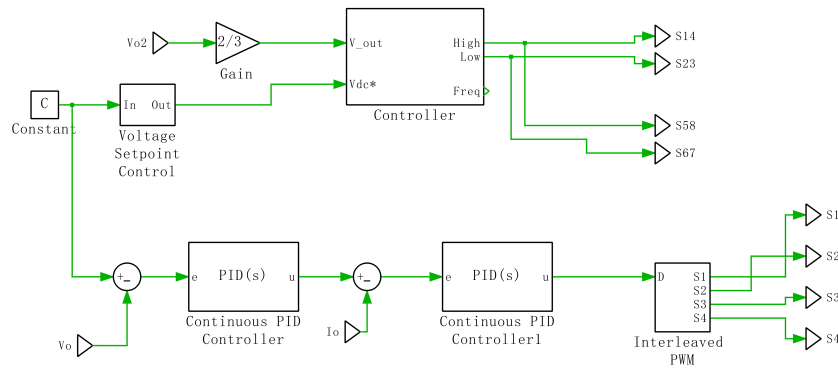 Vo2
2/3
Gain
V_out
Vdc*
High
Low
Freq
Controller
S14
S23
S58
S67
C
Constant
In Out
Voltage
Setpoint
Control
+
-
e PID(s) u
Continuous PID
Controller
Vo
+
-
e PID(s) u
Continuous PID
Controller1
Io
D
S1
S2
S3
S4
Interleaved
PWM
S1
S2
S3
S4